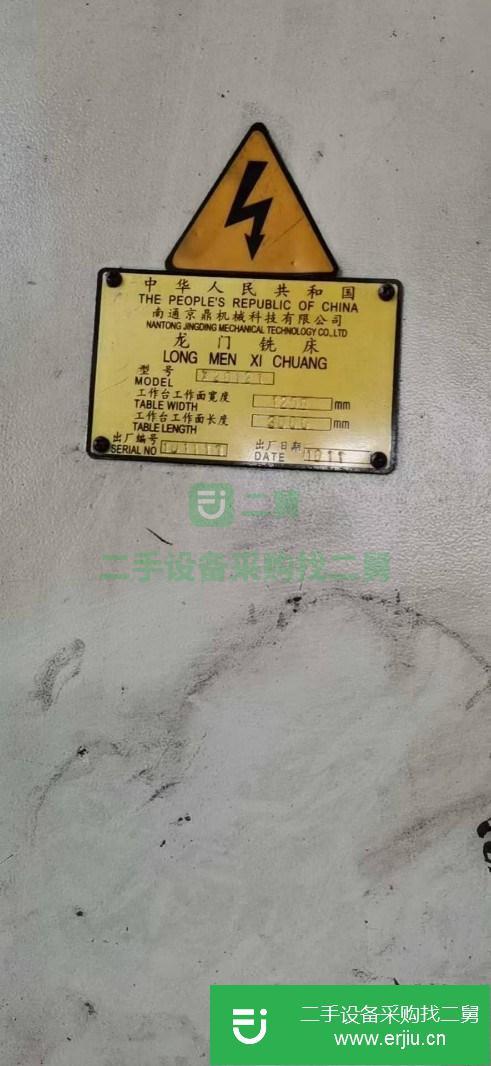 中华人民共和国
THE PEOPLE'S REPUBLIC OF CHINA
南通京鼎机械科技有限公司
NANTONG JINGDING MECHANICAL TECHNOLOGY CO.,LTD
龙门铣床
LONG MEN XI CHUANG
型号
MODEL
工作台工作面宽度
TABLE WIDTH 1250 mm
工作台工作面长度
TABLE LENGTH 2000 mm
出厂编号
SERIAL NO
出厂日期
DATE 1011
二舅
二手设备采购找二舅
二手设备采购找二舅
www.erjiu.cn